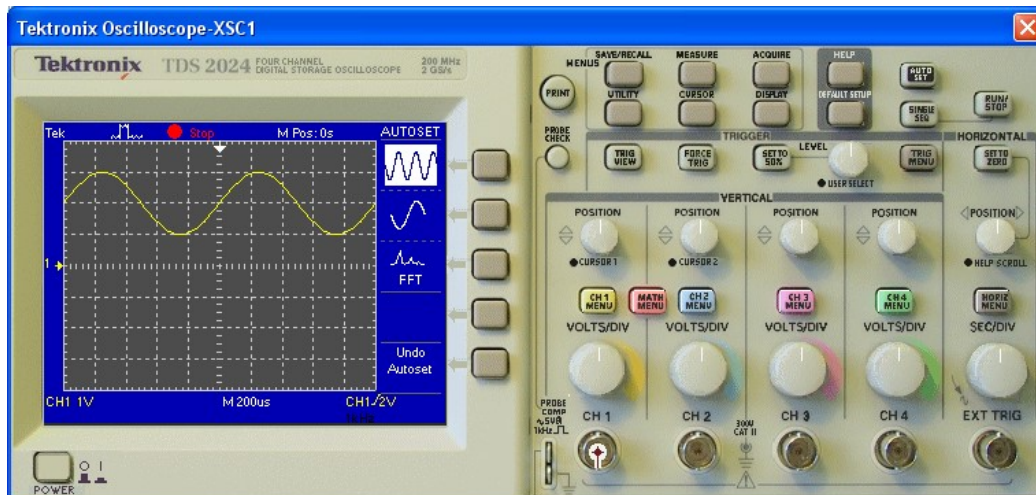 Tektronix Oscilloscope-XSC1
Tektronix TDS 2024 FOUR CHANNEL DIGITAL STORAGE OSCILLOSCOPE 200 MHz 2 GS/s
MENUS
SAVE/RECALL MEASURE ACQUIRE HELP
UTILITY CURSOR DISPLAY DEFAULT SETUP
PRINT
AUTO SET
SINGLE SEQ
RUN/STOP
PROBE CHECK
TRIGGER
TRIG VIEW
FORCE TRIG
SET TO 50%
LEVEL
USER SELECT
TRIG MENU
HORIZONTAL
SET TO ZERO
Tek Stop M Pos: 0s AUTOSET
FFT
Undo Autoset
1
CH1 1V M 200us CH1 2V
1kHz
VERTICAL
POSITION POSITION POSITION POSITION POSITION
CURSOR 1 CURSOR 2 HELP SCROLL
CH 1 MENU
MATH MENU
CH 2 MENU
CH 3 MENU
CH 4 MENU
HORIZ MENU
VOLTS/DIV VOLTS/DIV VOLTS/DIV VOLTS/DIV SEC/DIV
CH 1 CH 2 CH 3 CH 4 EXT TRIG
PROBE COMP
~5V
1kHz
300V CAT II
POWER